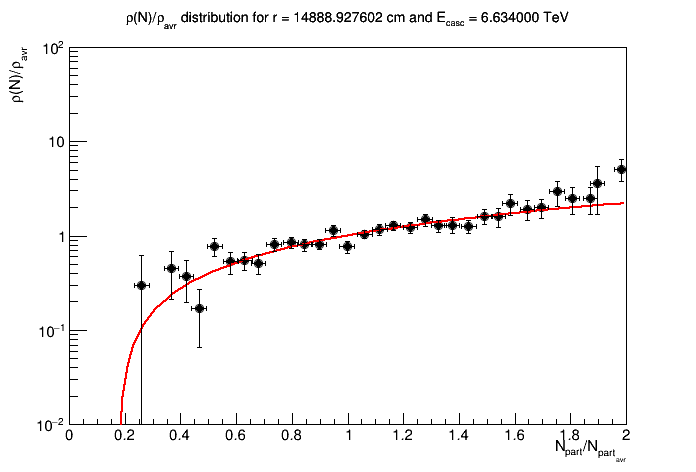 ρ(N)/ρavr distribution for r = 14888.927602 cm and Ecasc = 6.634000 TeV
ρ(N)/ρavr
10²
10
1
10⁻¹
10⁻²
0 0.2 0.4 0.6 0.8 1 1.2 1.4 1.6 1.8 2
Npart/Npartavr